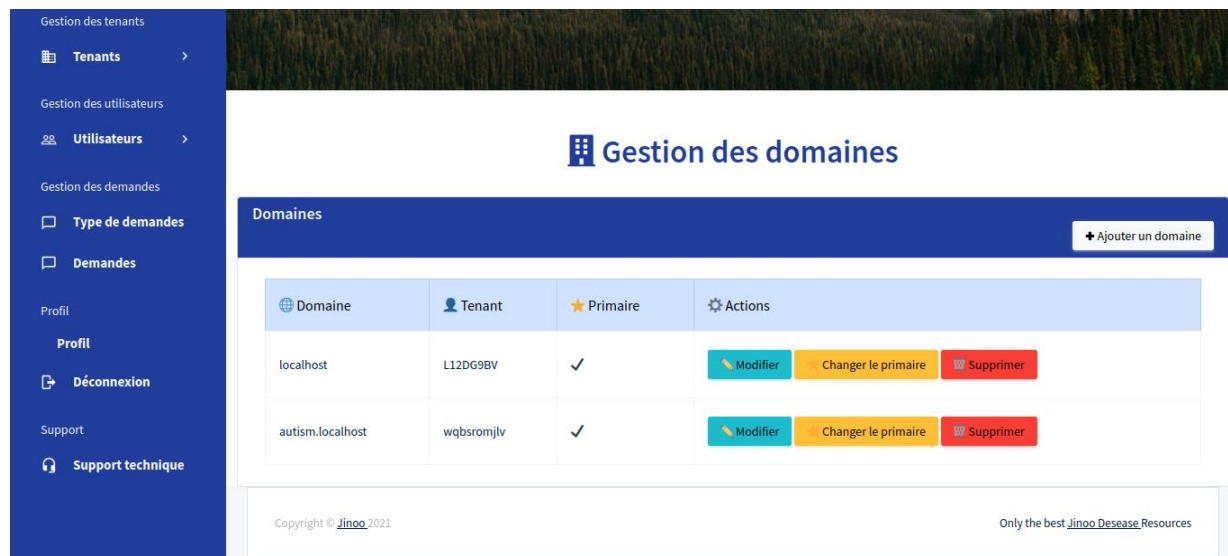 Gestion des tenants
Tenants
Gestion des utilisateurs
Utilisateurs
Gestion des demandes
Type de demandes
Demandes
Profil
Profil
Déconnexion
Support
Support technique
Gestion des domaines
Domaines
Ajouter un domaine
Domaine Tenant Primaire Actions
localhost L12DG9BV Modifier Changer le primaire Supprimer
autism.localhost wqbsromjlv Modifier Changer le primaire Supprimer
Copyright © Jinoo 2021 Only the best Jinoo Desease Resources